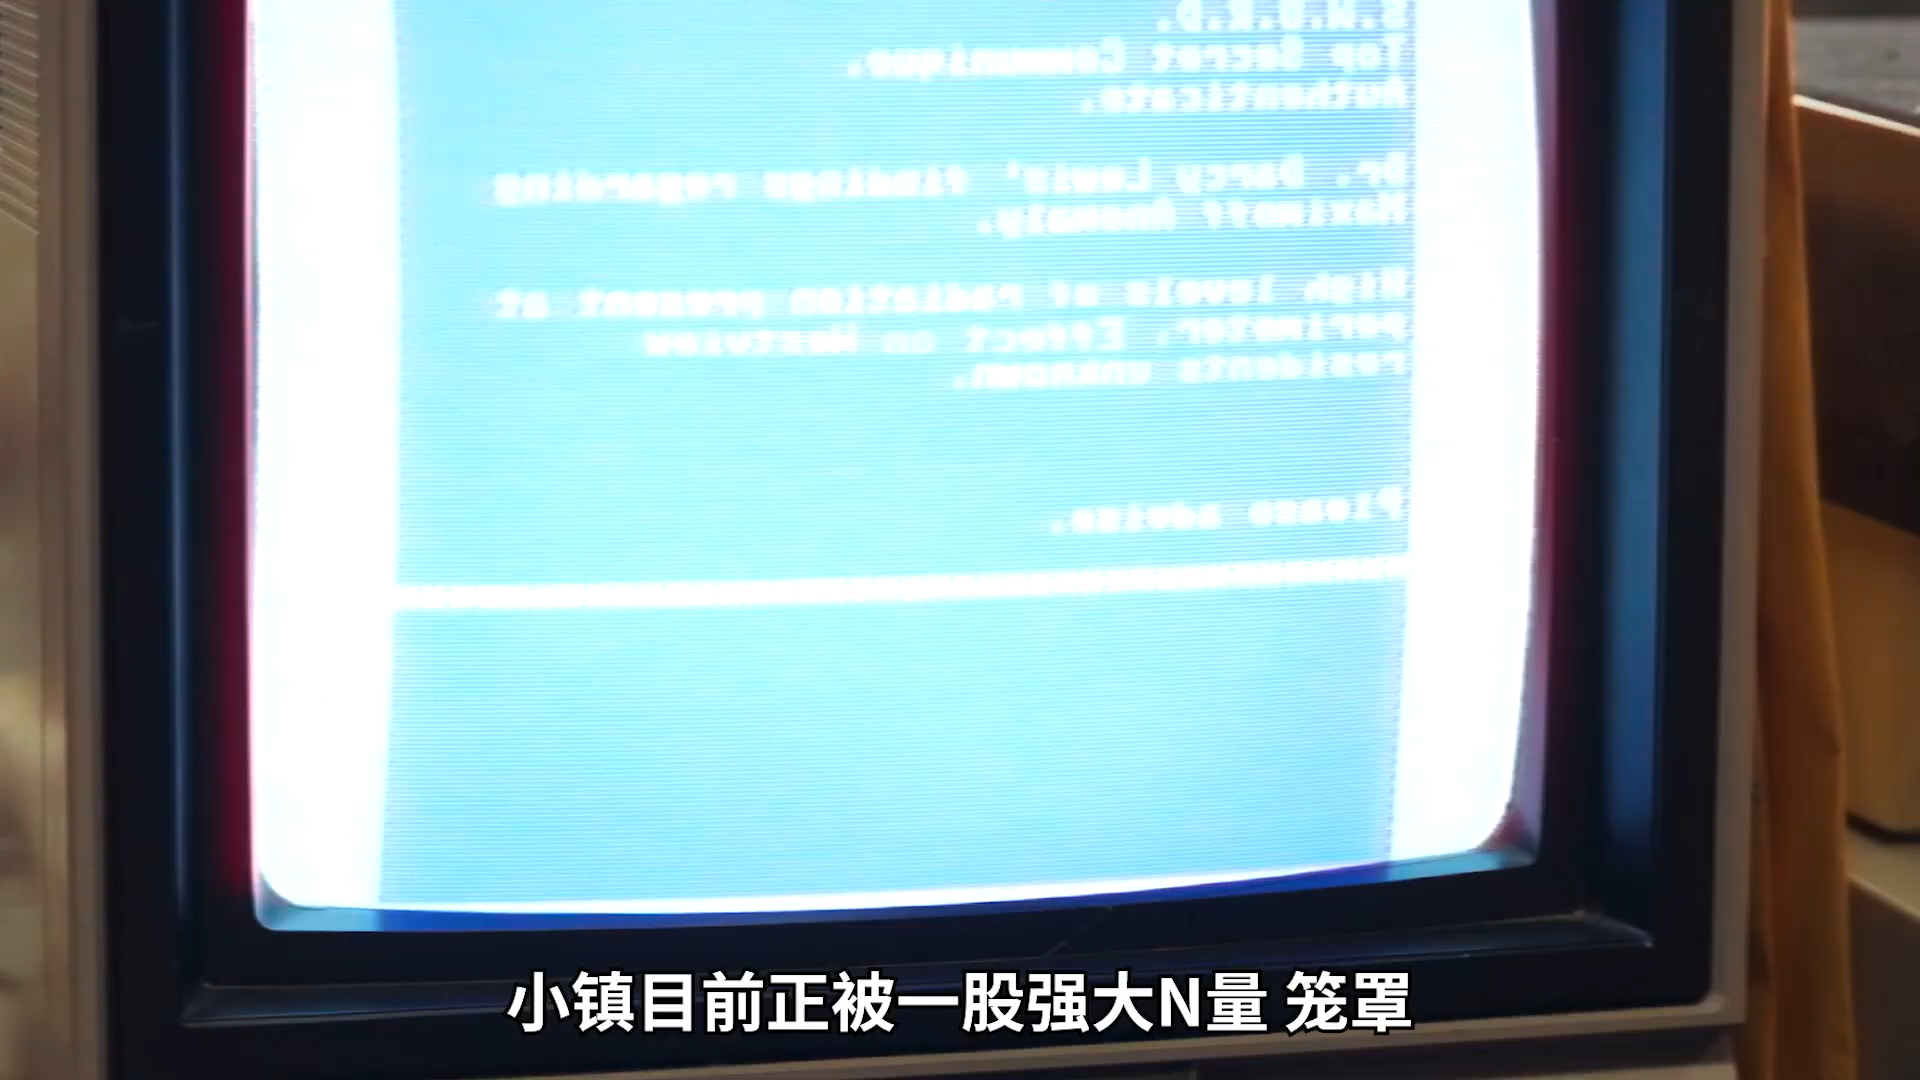 S.W.O.R.D.
Top Secret Communique.
Authenticate.
Dr. Darcy Lewis' findings regarding
Maximoff Anomaly.
High levels of radiation present at
perimeter. Effect on Westview
residents unknown.
Please advise.
小镇目前正被一股强大N量 笼罩